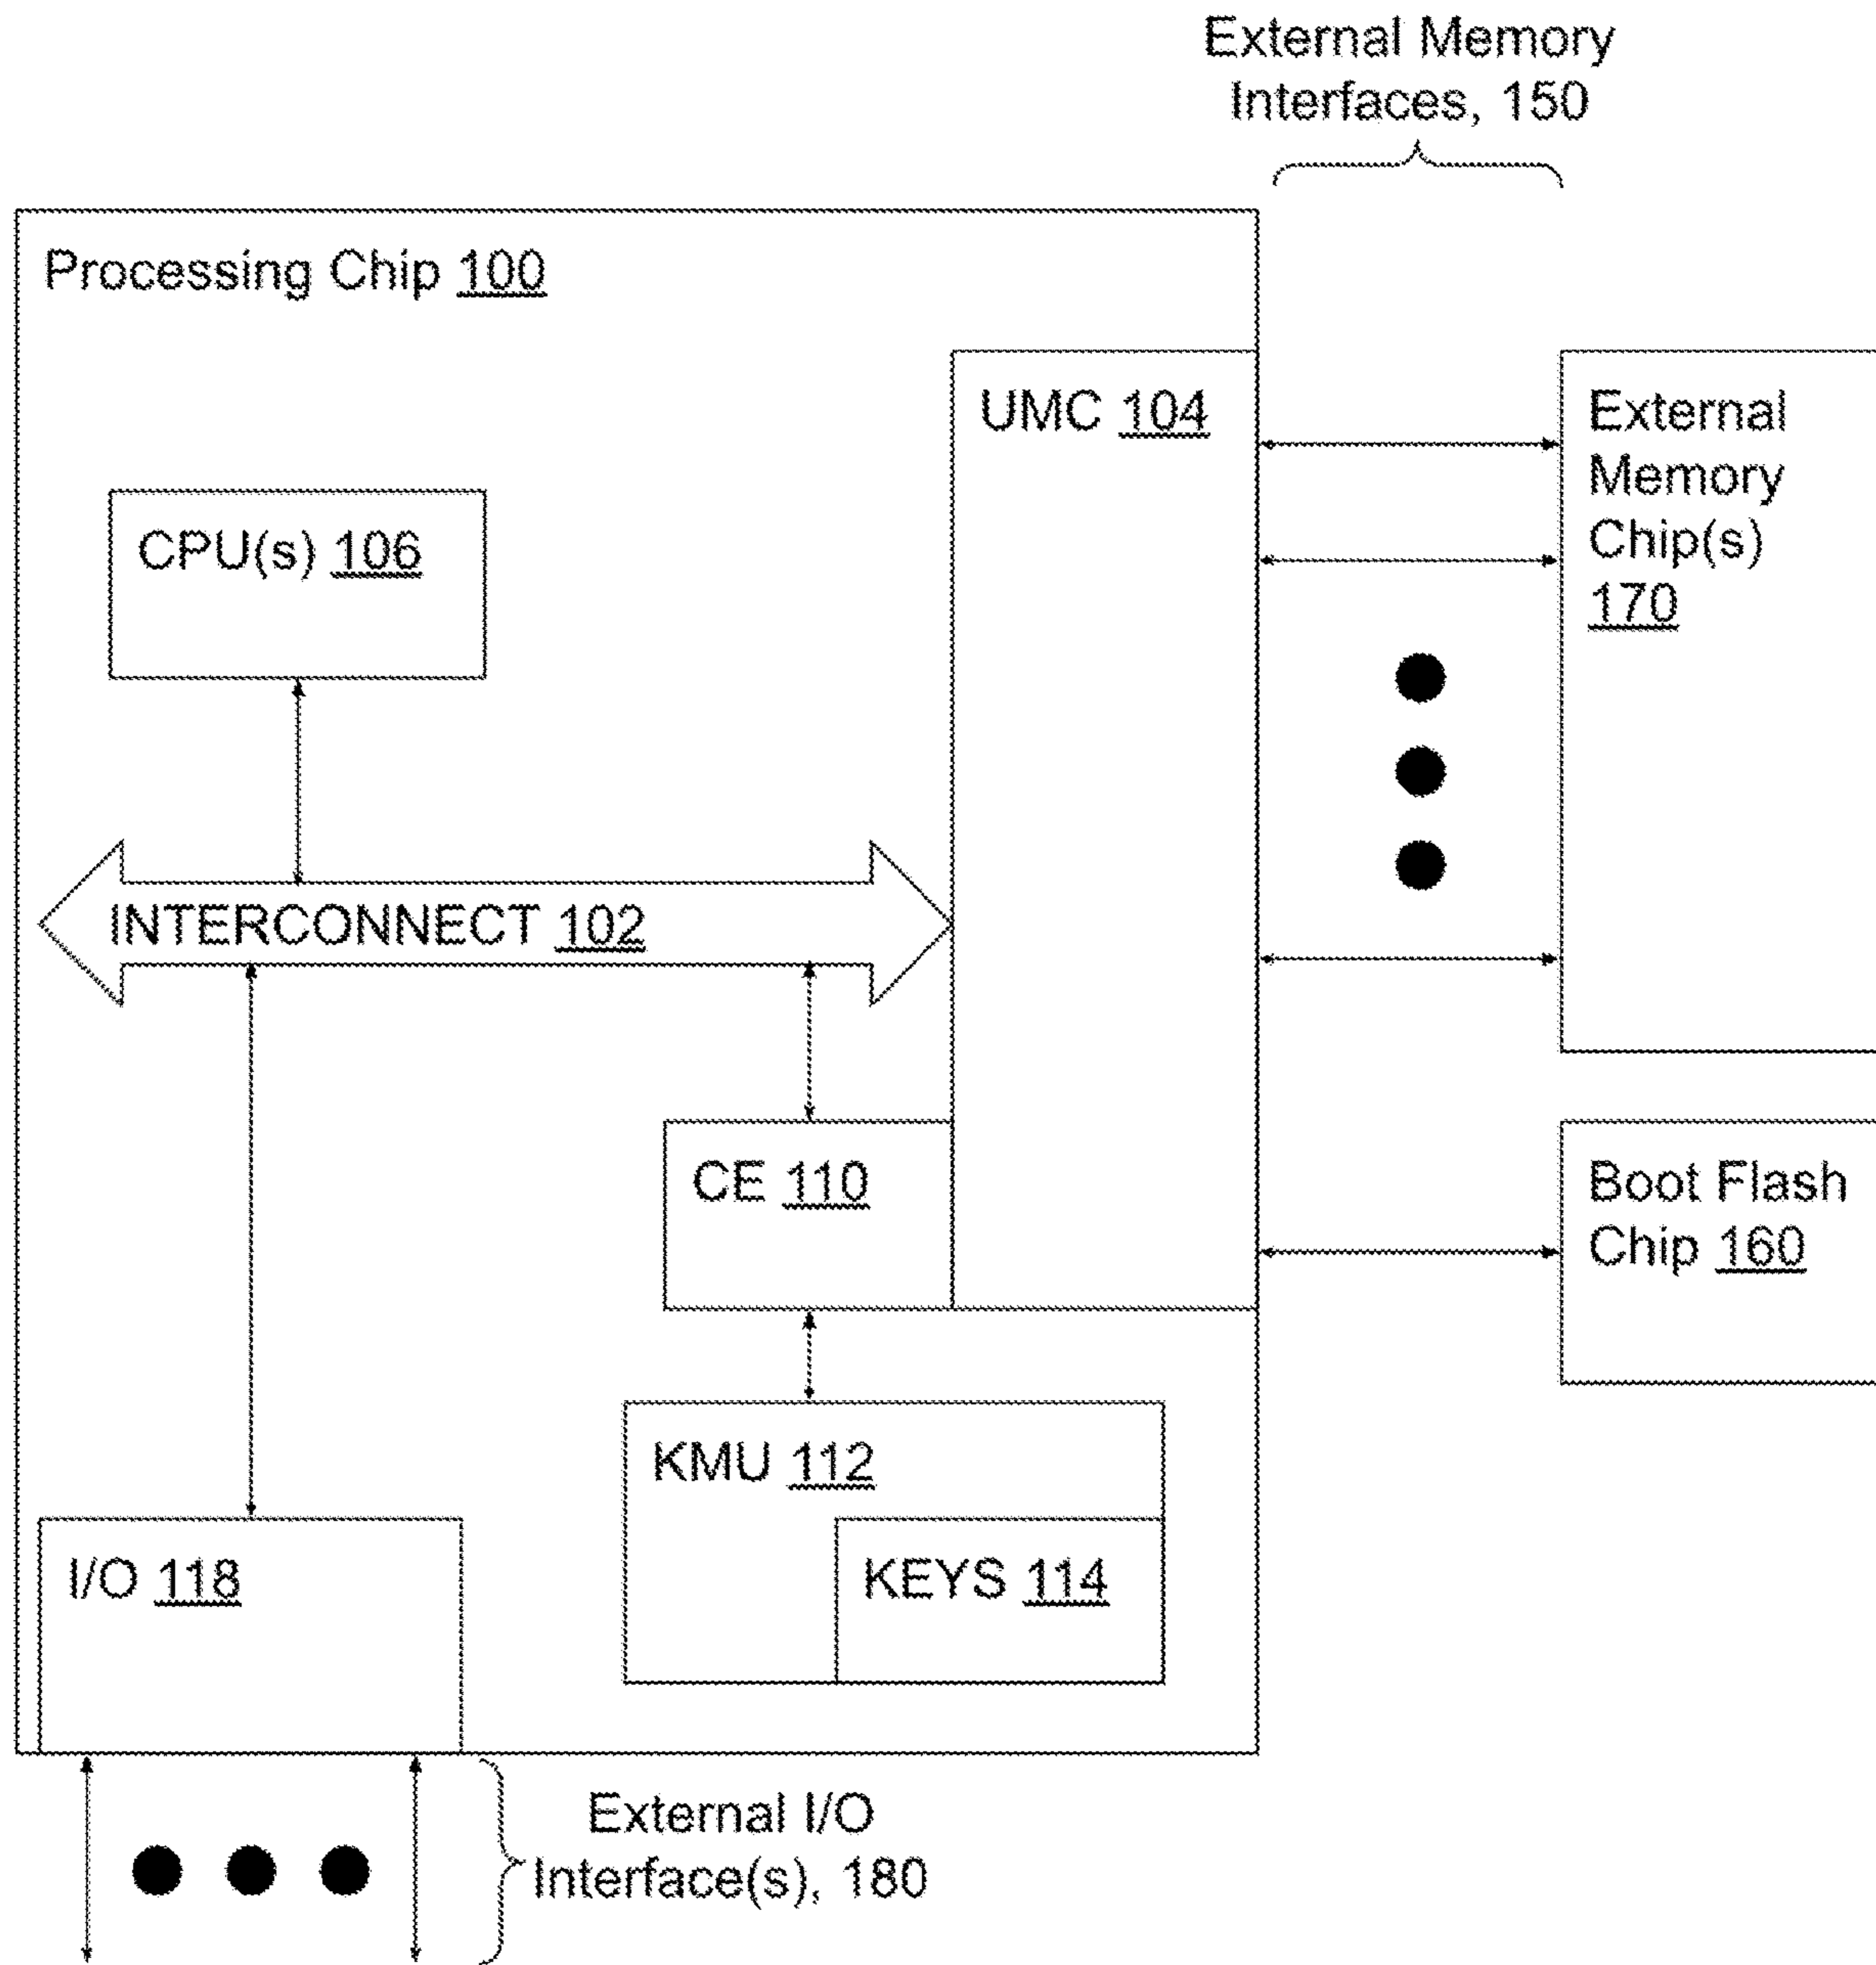 External Memory
Interfaces, 150
Processing Chip 100
UMC 104
External
Memory
Chip(s)
170
CPU(s) 106
INTERCONNECT 102
CE 110
Boot Flash
Chip 160
KMU 112
KEYS 114
I/O 118
External I/O
Interface(s), 180